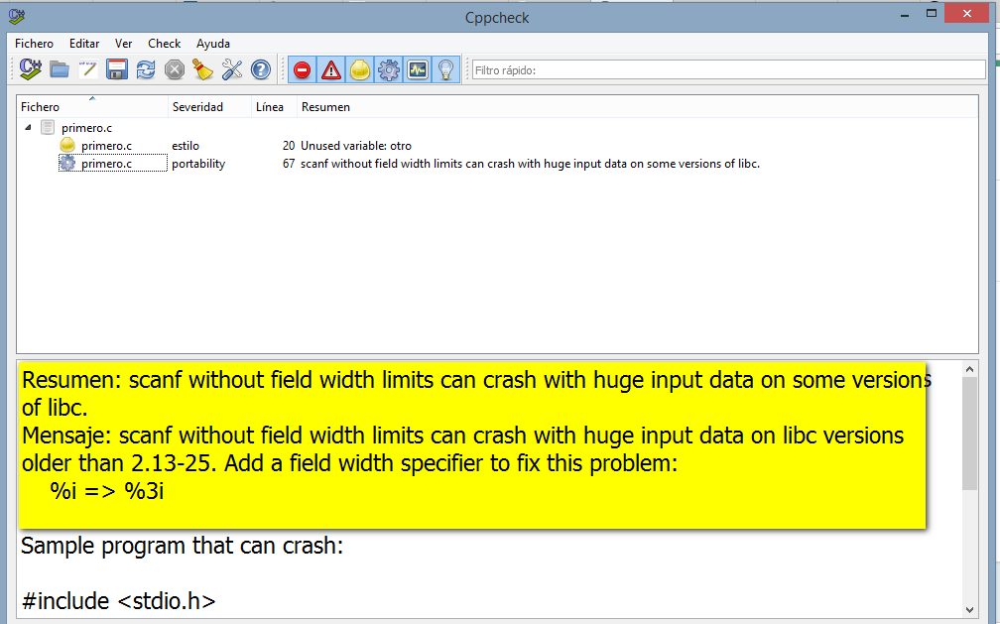 Cppcheck
Fichero Editar Ver Check Ayuda
Filtro rápido:
Fichero Severidad Línea Resumen
primero.c
primero.c estilo 20 Unused variable: otro
primero.c portability 67 scanf without field width limits can crash with huge input data on some versions of libc.
Resumen: scanf without field width limits can crash with huge input data on some versions
of libc.
Mensaje: scanf without field width limits can crash with huge input data on libc versions
older than 2.13-25. Add a field width specifier to fix this problem:
%i => %3i
Sample program that can crash:
#include <stdio.h>